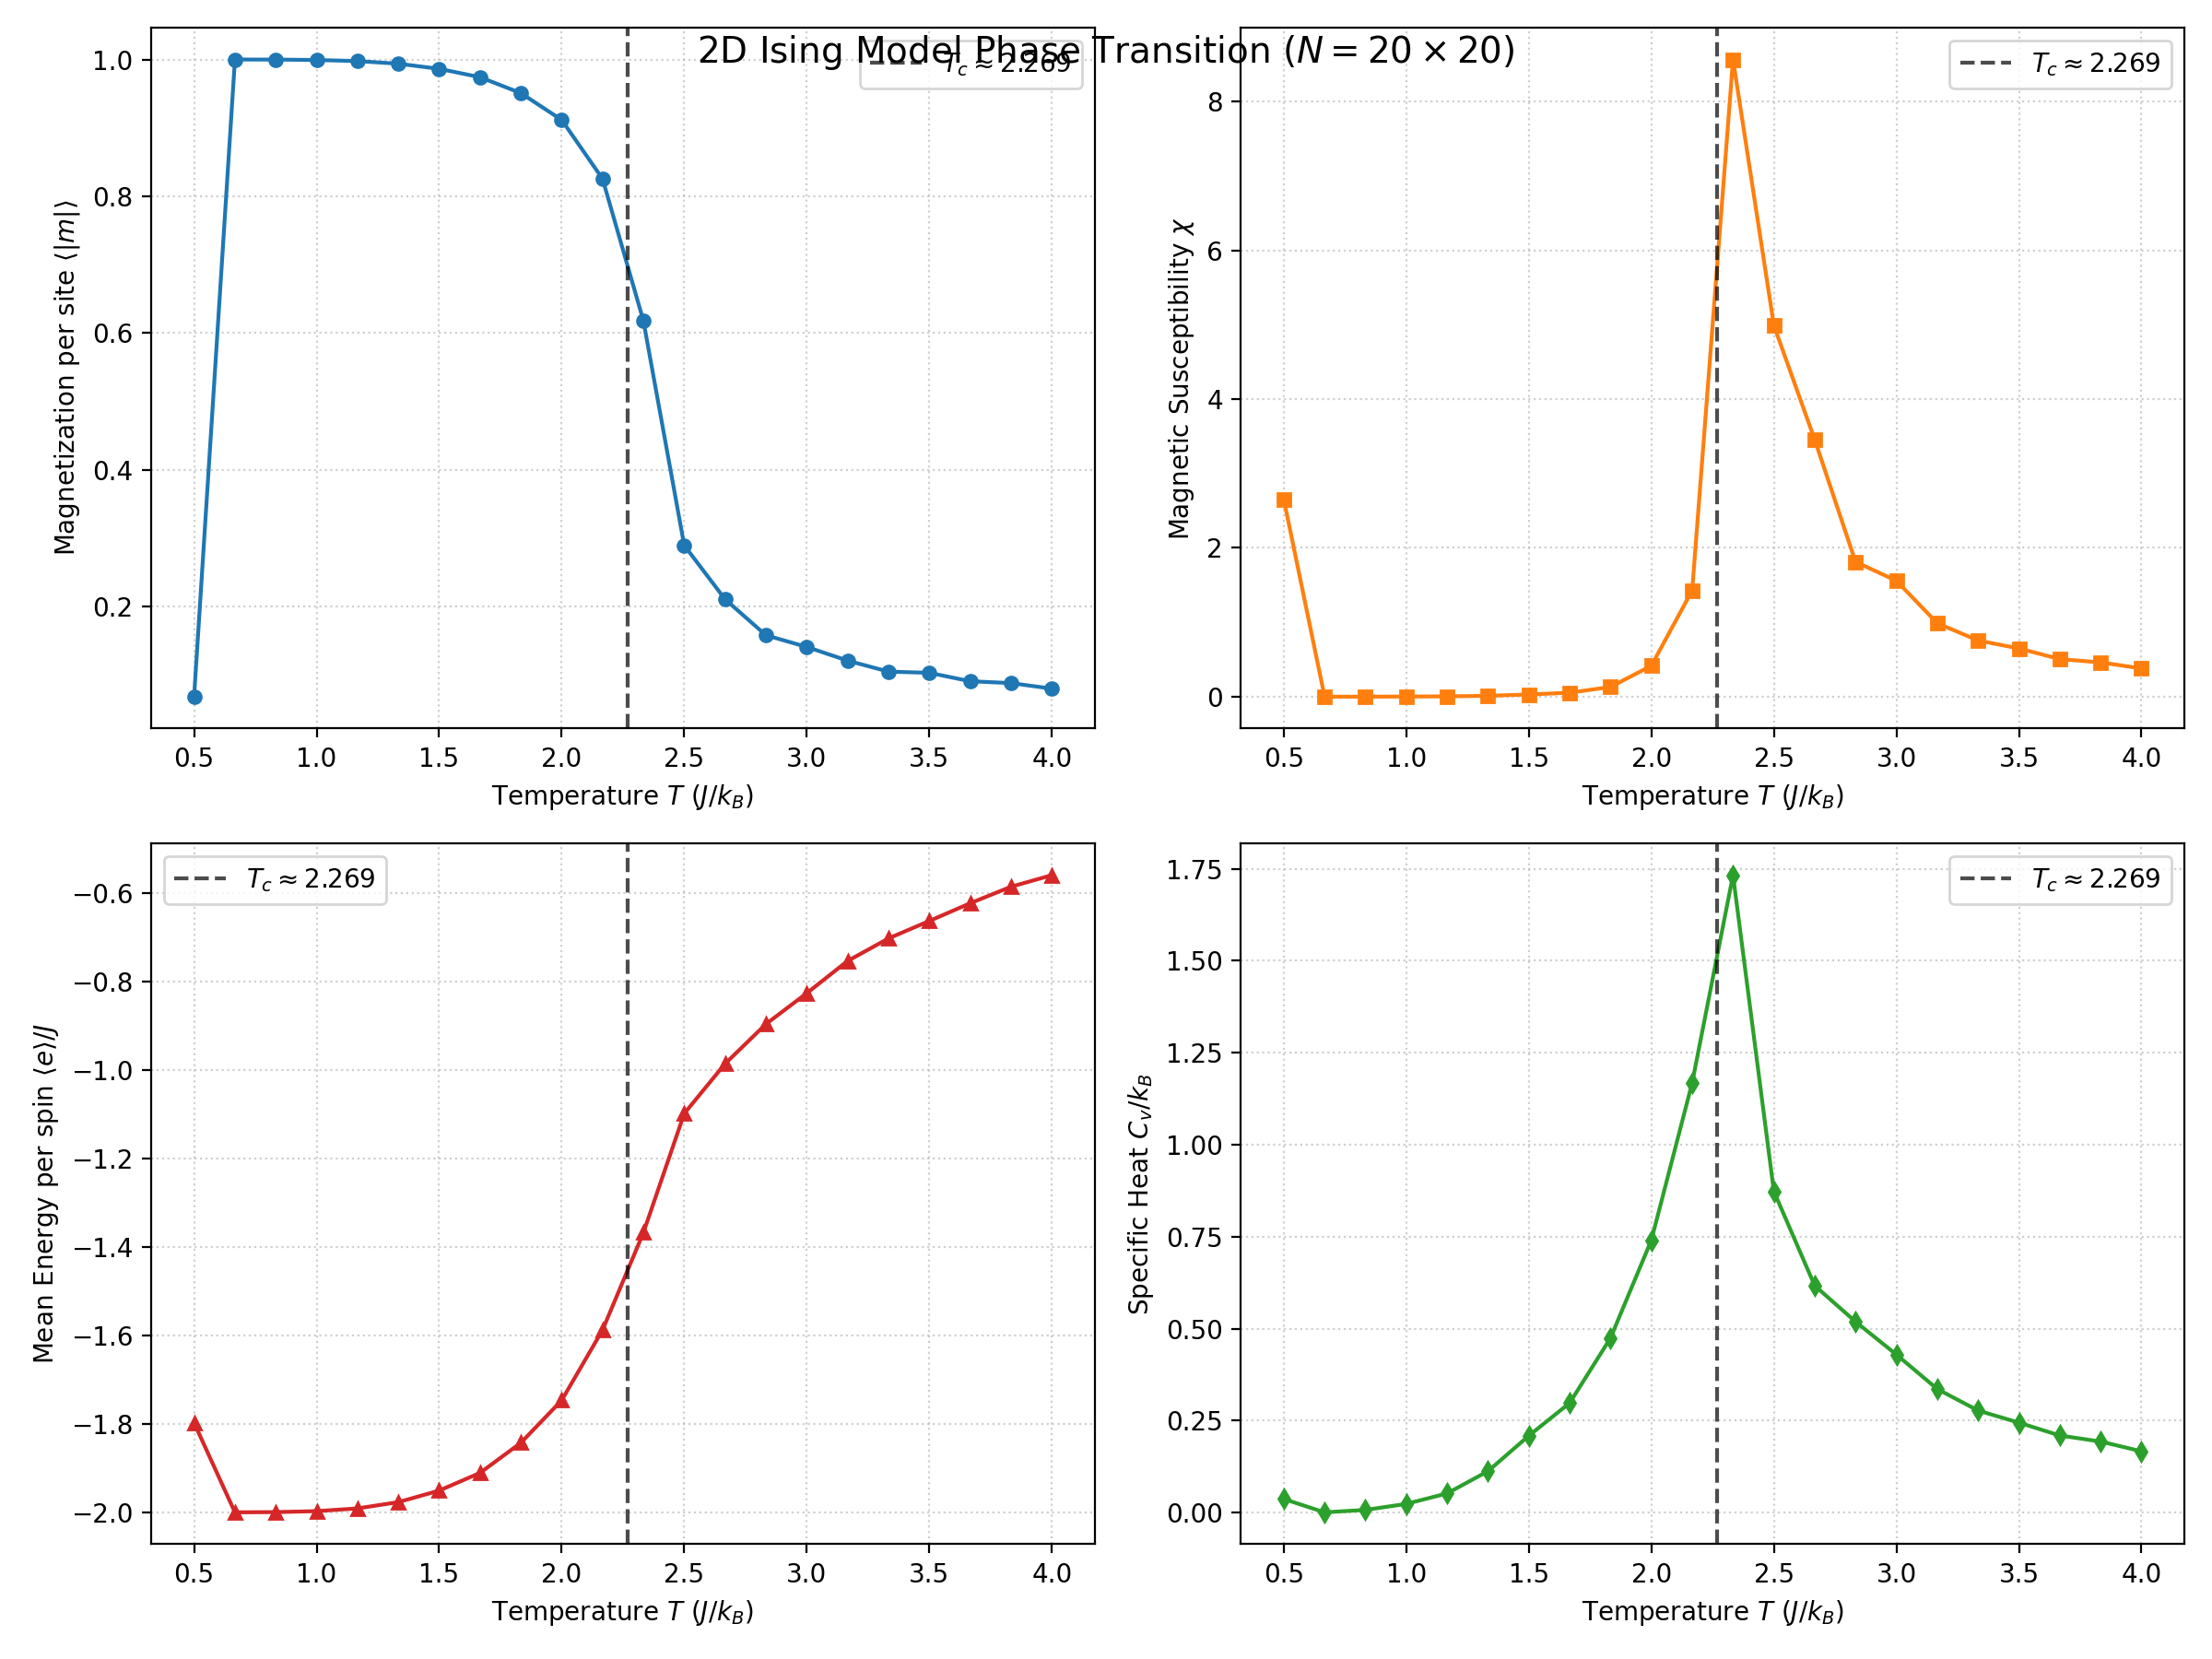 2D Ising Model Phase Transition (N = 20 × 20)
Magnetization per site ⟨|m|⟩
1.0
0.8
0.6
0.4
0.2
T_c ≈ 2.269
0.5 1.0 1.5 2.0 2.5 3.0 3.5 4.0
Temperature T (J/k_B)
Magnetic Susceptibility χ
8
6
4
2
0
T_c ≈ 2.269
0.5 1.0 1.5 2.0 2.5 3.0 3.5 4.0
Temperature T (J/k_B)
Mean Energy per spin ⟨e⟩/J
−0.6
−0.8
−1.0
−1.2
−1.4
−1.6
−1.8
−2.0
T_c ≈ 2.269
0.5 1.0 1.5 2.0 2.5 3.0 3.5 4.0
Temperature T (J/k_B)
Specific Heat C_v/k_B
1.75
1.50
1.25
1.00
0.75
0.50
0.25
0.00
T_c ≈ 2.269
0.5 1.0 1.5 2.0 2.5 3.0 3.5 4.0
Temperature T (J/k_B)